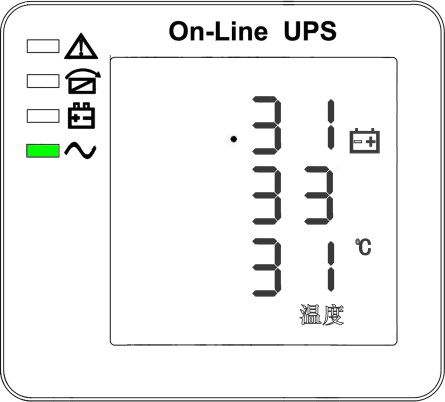 On-Line UPS
.31
33
31 ℃
温度